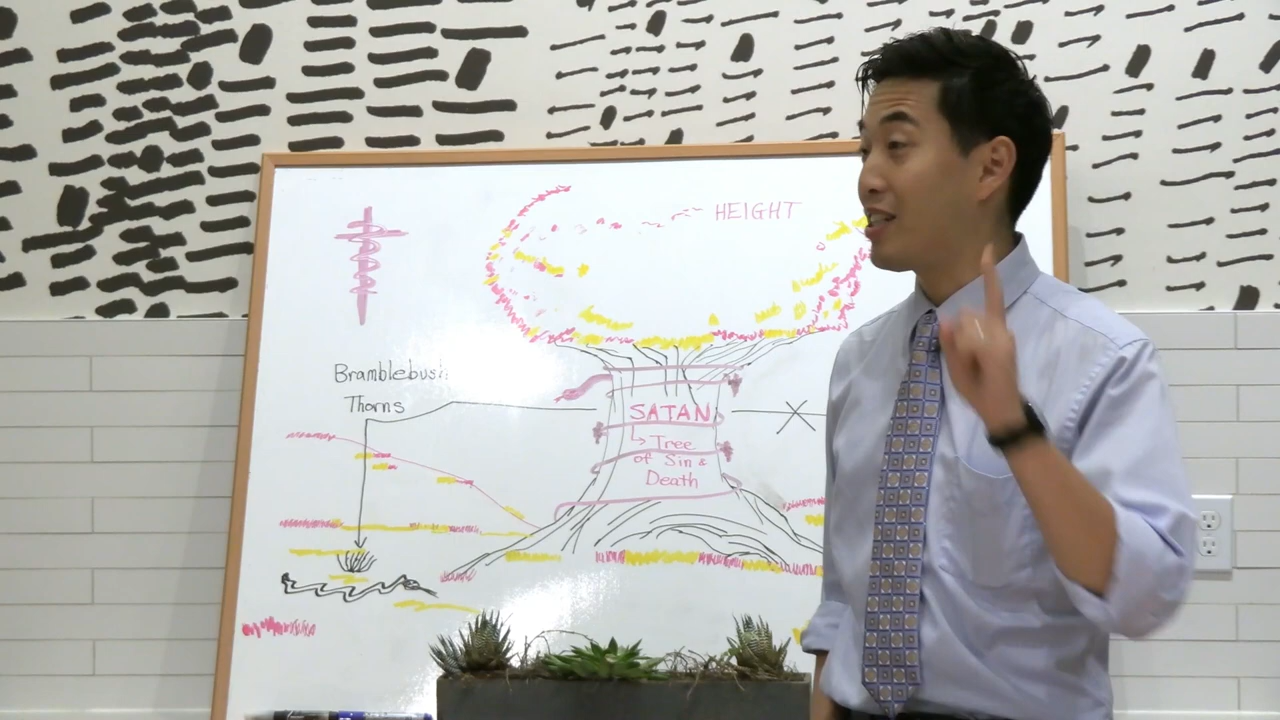 HEIGHT
Bramblebush
Thorns
SATAN
↳ Tree
of Sin &
Death